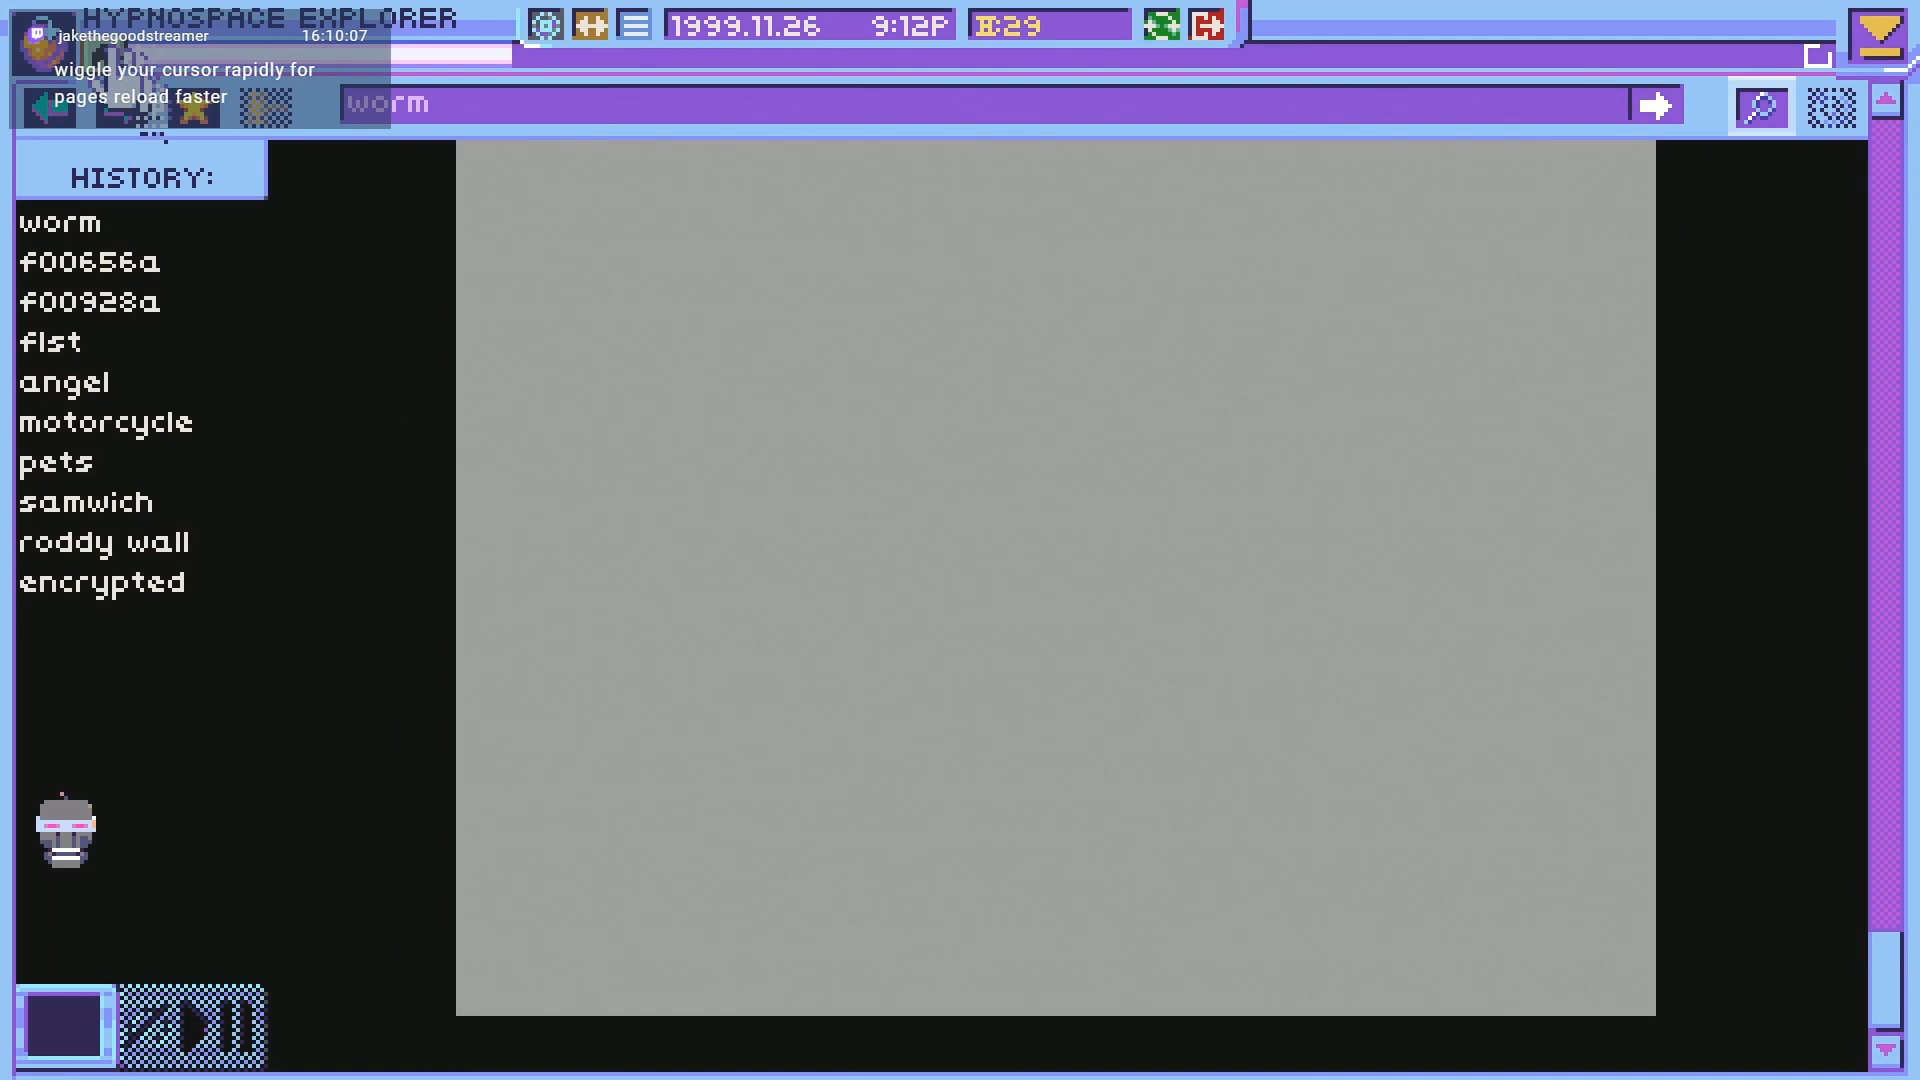 HYPNOSPACE EXPLORER
jakethegoodstreamer 16:10:07
wiggle your cursor rapidly for
pages reload faster
1999.11.26 9:12P
29
worm
HISTORY:
worm
f00656a
f00928a
fist
angel
motorcycle
pets
samwich
roddy wall
encrypted